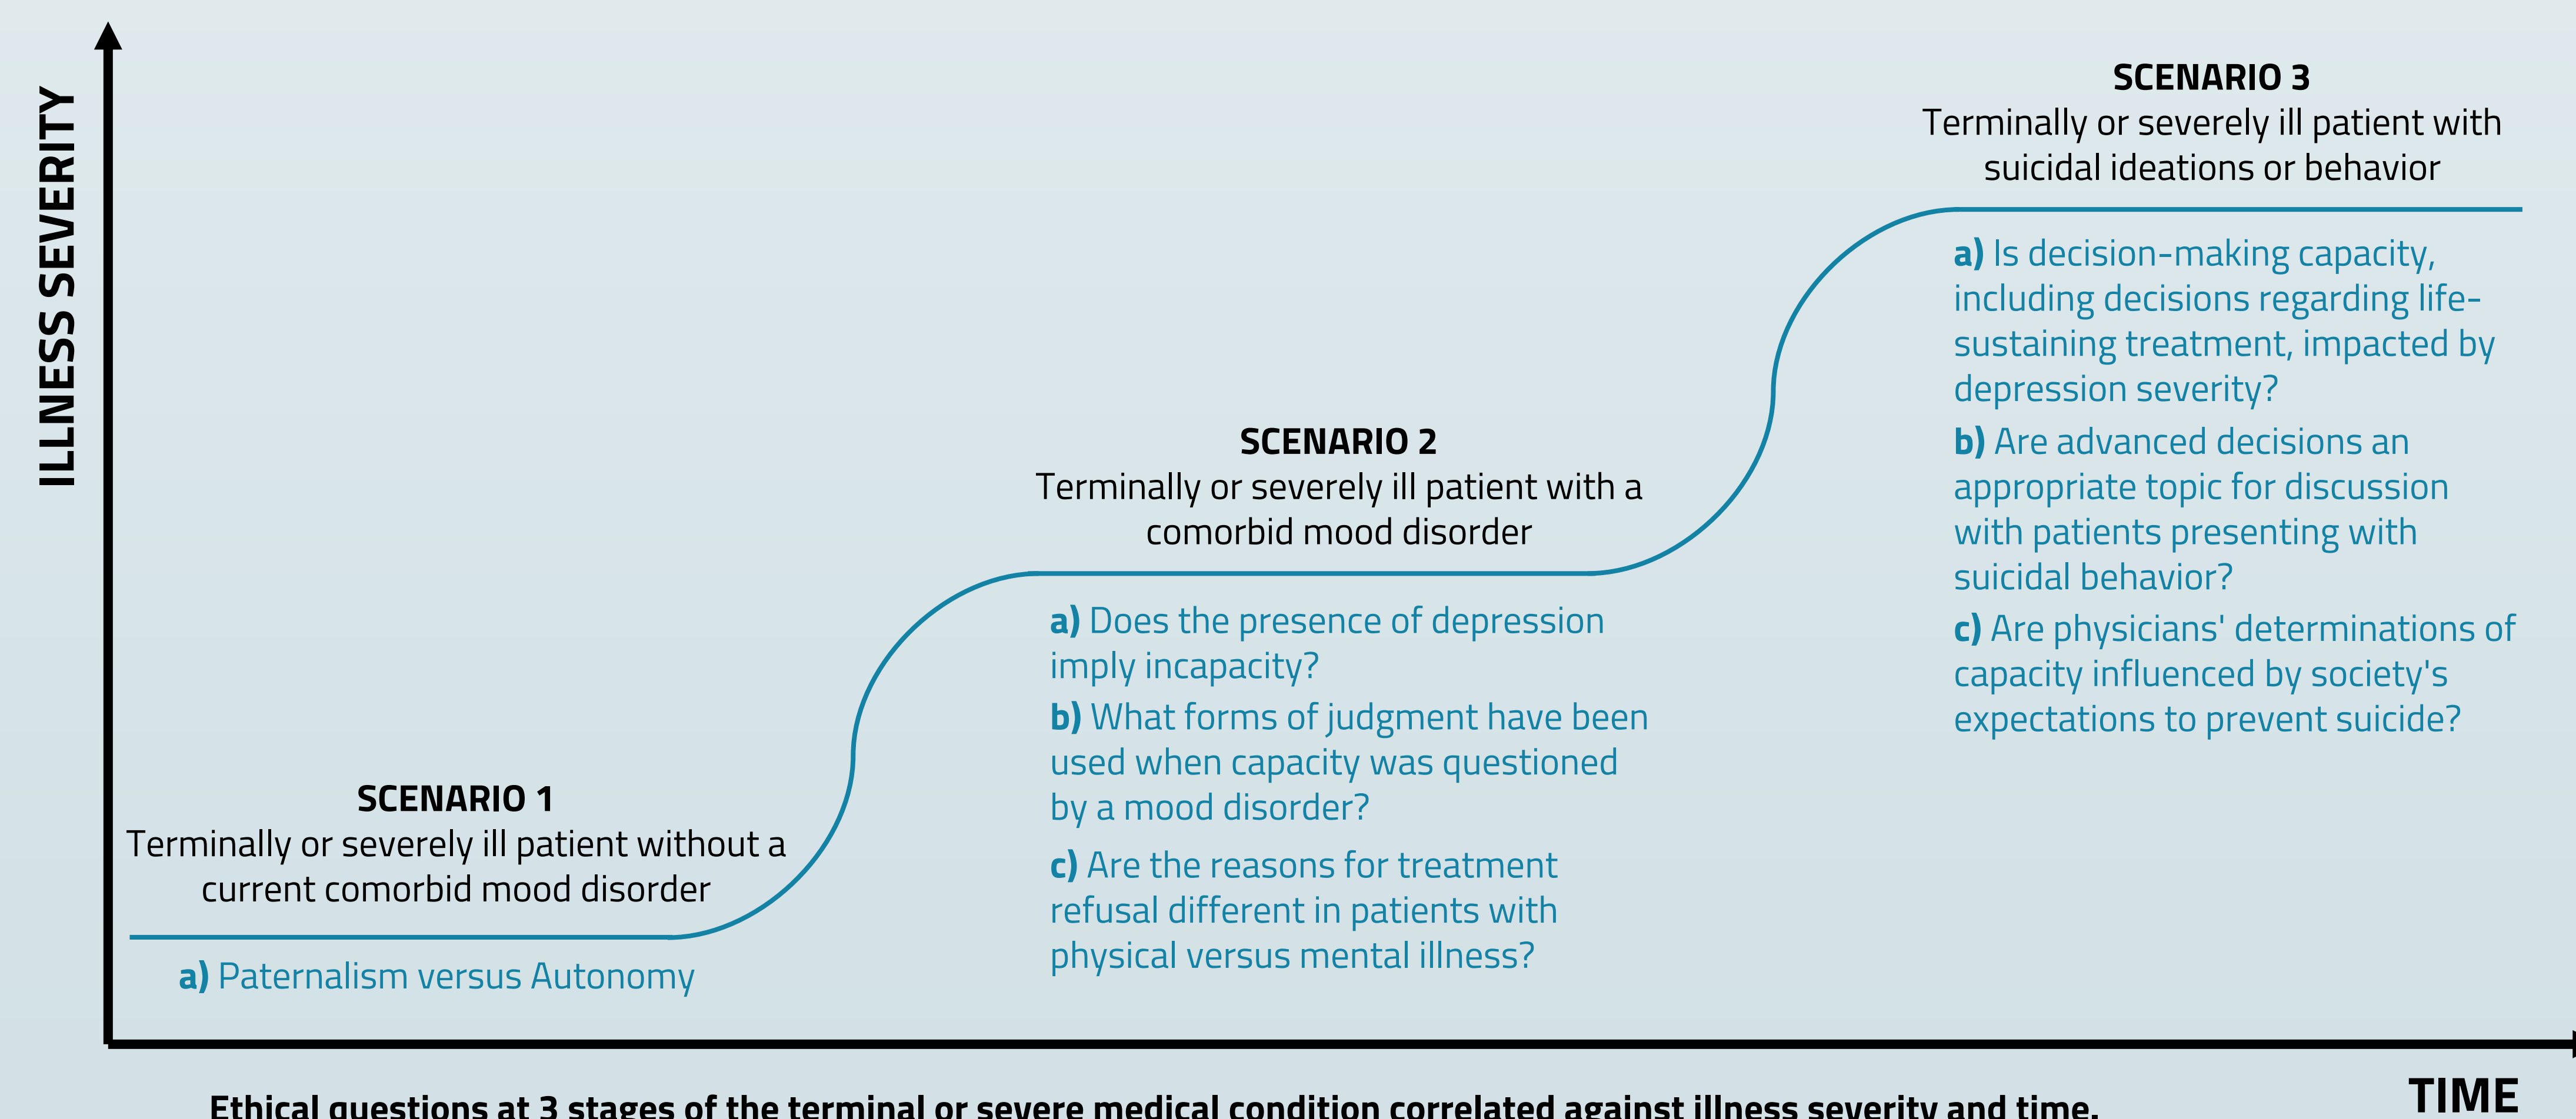 ILLNESS SEVERITY
SCENARIO 1
Terminally or severely ill patient without a
current comorbid mood disorder
a) Paternalism versus Autonomy
SCENARIO 2
Terminally or severely ill patient with a
comorbid mood disorder
a) Does the presence of depression
imply incapacity?
b) What forms of judgment have been
used when capacity was questioned
by a mood disorder?
c) Are the reasons for treatment
refusal different in patients with
physical versus mental illness?
SCENARIO 3
Terminally or severely ill patient with
suicidal ideations or behavior
a) Is decision-making capacity,
including decisions regarding life-
sustaining treatment, impacted by
depression severity?
b) Are advanced decisions an
appropriate topic for discussion
with patients presenting with
suicidal behavior?
c) Are physicians' determinations of
capacity influenced by society's
expectations to prevent suicide?
TIME
Ethical questions at 3 stages of the terminal or severe medical condition correlated against illness severity and time.